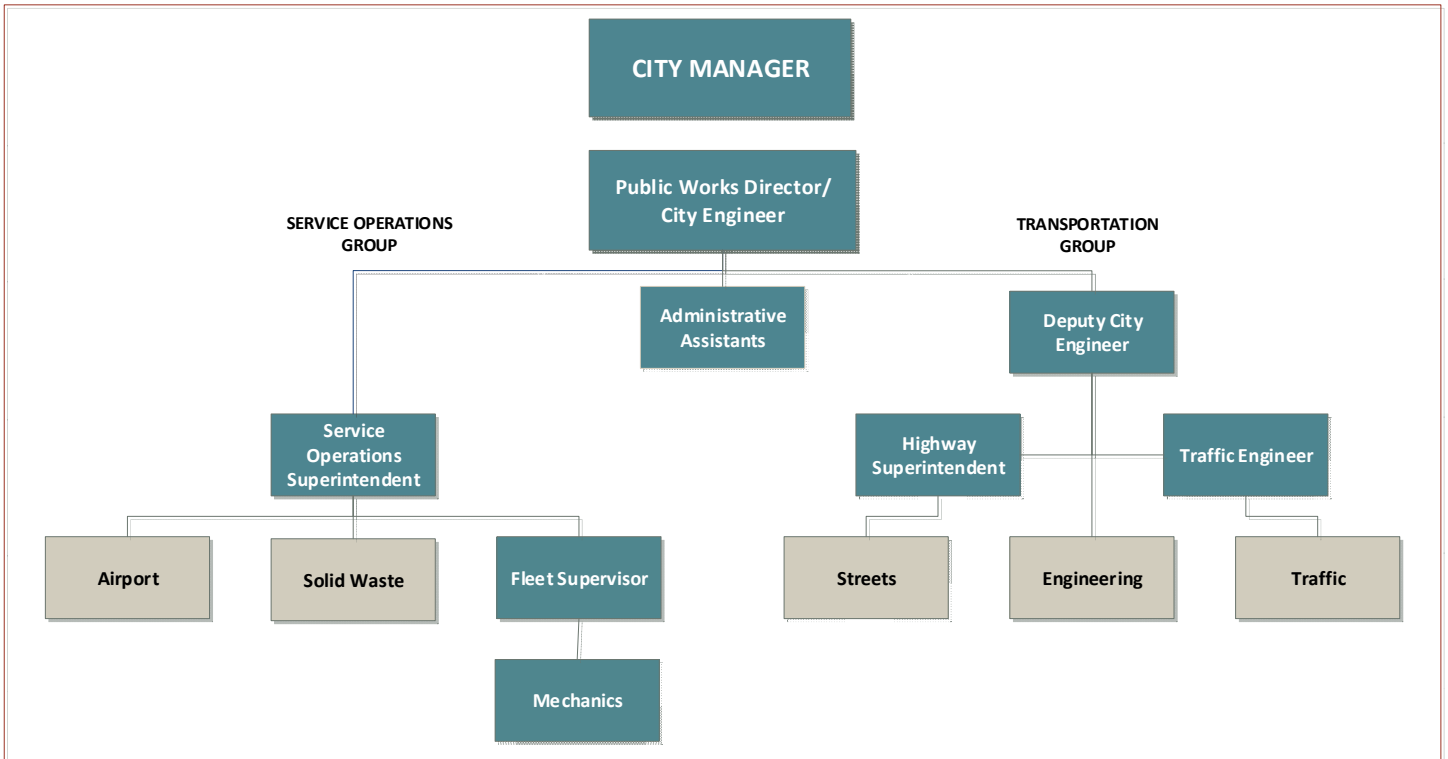 CITY MANAGER
Public Works Director/
City Engineer
SERVICE OPERATIONS
GROUP
TRANSPORTATION
GROUP
Administrative
Assistants
Deputy City
Engineer
Service
Operations
Superintendent
Highway
Superintendent
Traffic Engineer
Airport
Solid Waste
Fleet Supervisor
Streets
Engineering
Traffic
Mechanics